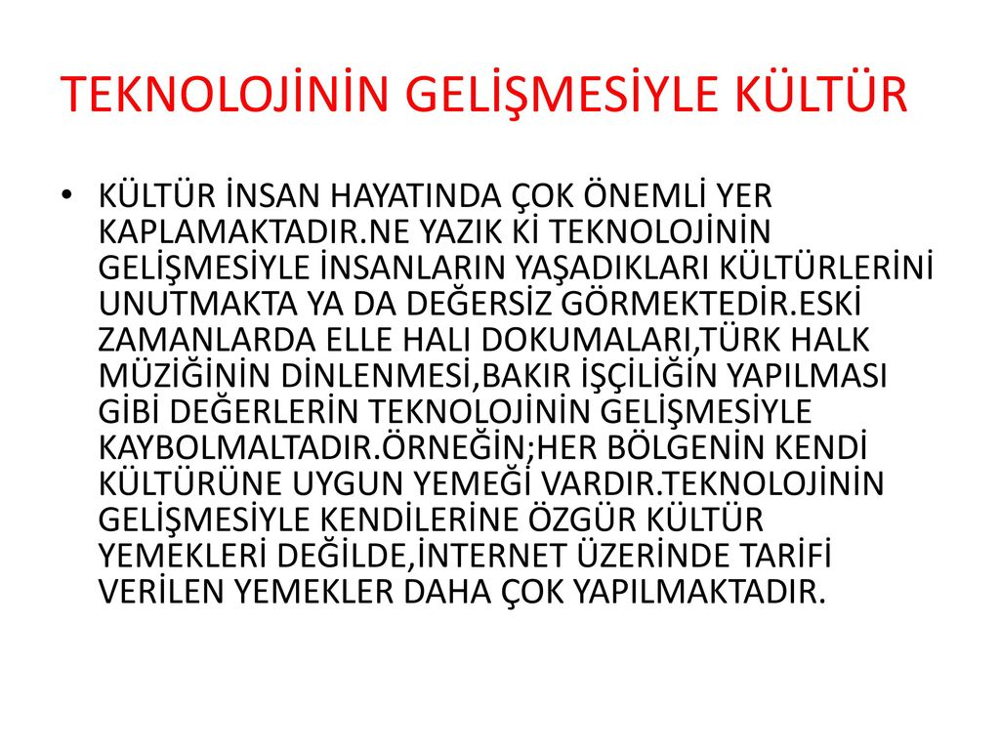 TEKNOLOJİNİN GELİŞMESİYLE KÜLTÜR
• KÜLTÜR İNSAN HAYATINDA ÇOK ÖNEMLİ YER
KAPLAMAKTADIR.NE YAZIK Kİ TEKNOLOJİNİN
GELİŞMESİYLE İNSANLARIN YAŞADIKLARI KÜLTÜRLERİNİ
UNUTMAKTA YA DA DEĞERSİZ GÖRMEKTEDİR.ESKİ
ZAMANLARDA ELLE HALI DOKUMALARI,TÜRK HALK
MÜZİĞİNİN DİNLENMESİ,BAKIR İŞÇİLİĞİN YAPILMASI
GİBİ DEĞERLERİN TEKNOLOJİNİN GELİŞMESİYLE
KAYBOLMALTADIR.ÖRNEĞİN;HER BÖLGENİN KENDİ
KÜLTÜRÜNE UYGUN YEMEĞİ VARDIR.TEKNOLOJİNİN
GELİŞMESİYLE KENDİLERİNE ÖZGÜR KÜLTÜR
YEMEKLERİ DEĞİLDE,İNTERNET ÜZERİNDE TARİFİ
VERİLEN YEMEKLER DAHA ÇOK YAPILMAKTADIR.